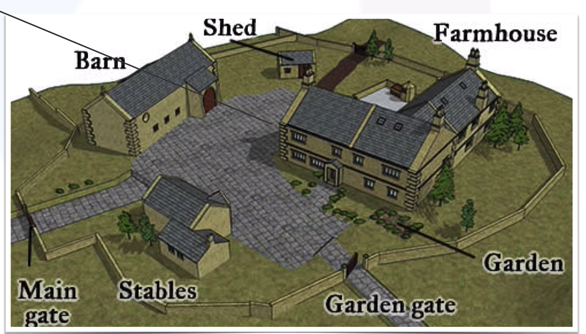 Shed
Farmhouse
Barn
Garden
Main
gate
Stables
Garden gate